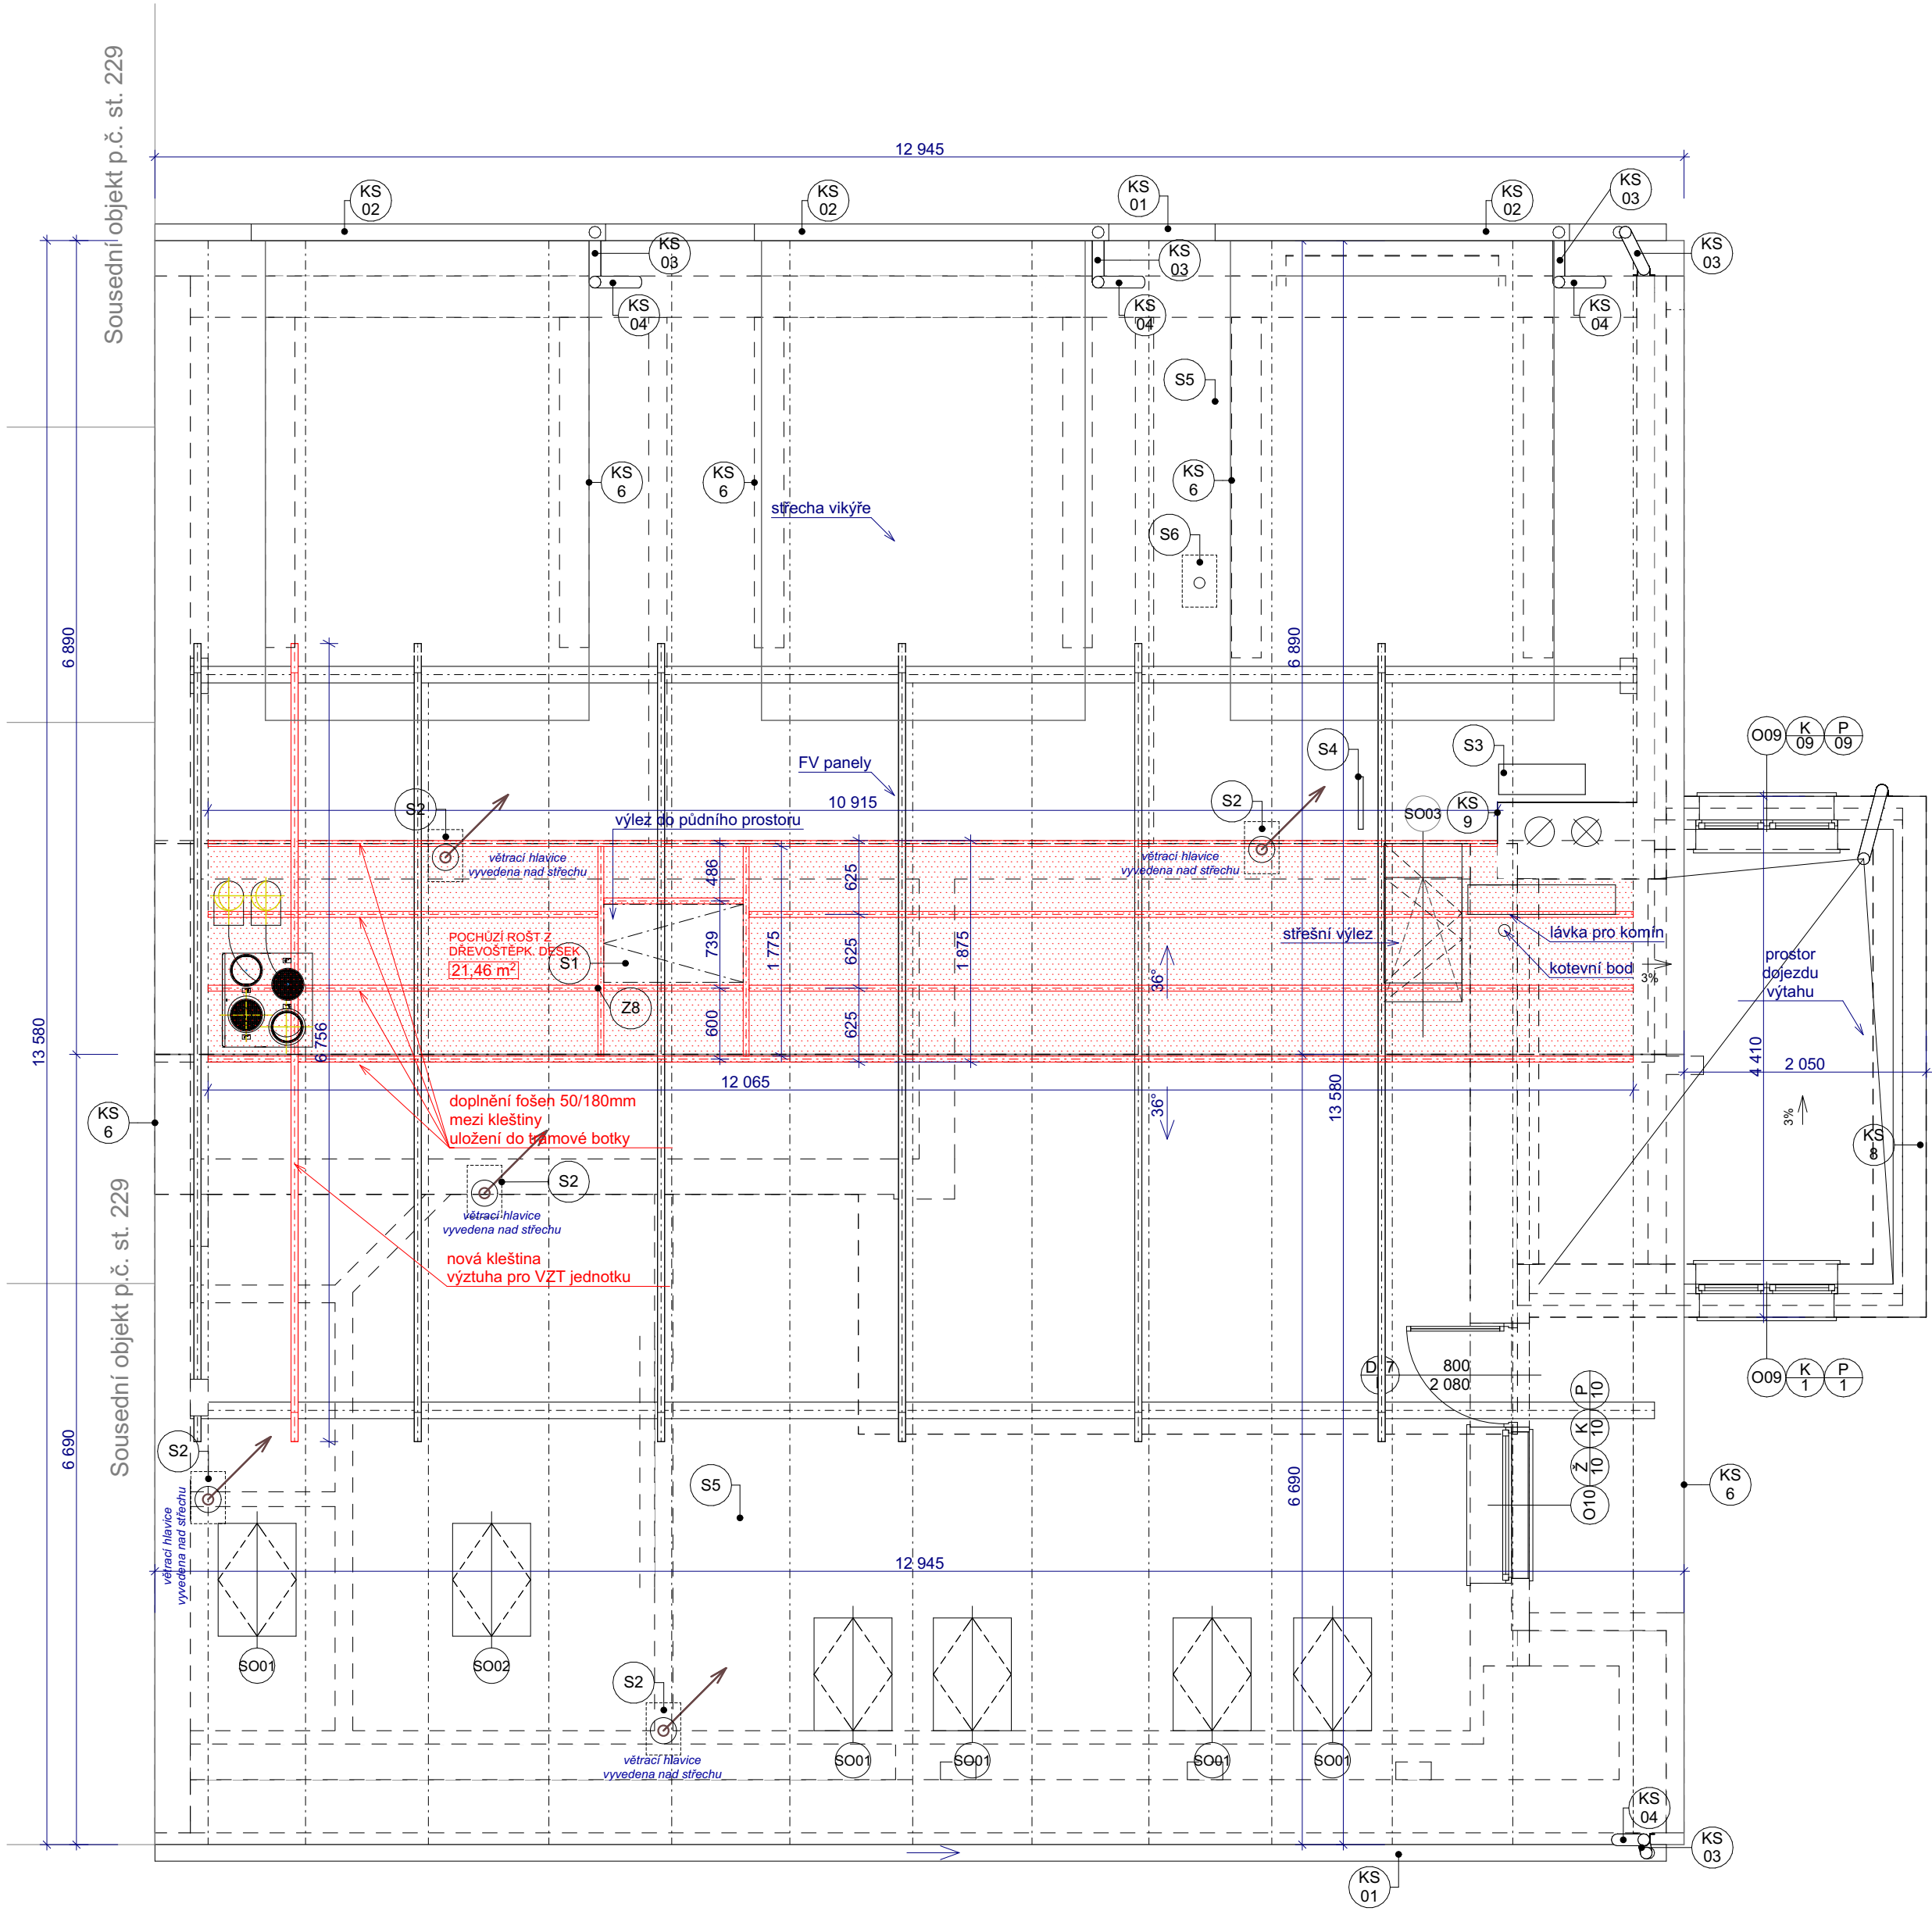 Sousední objekt p.č. st. 229
12 945
KS
02
KS
02
KS
01
KS
02
KS
03
KS
03
KS
03
KS
03
KS
03
KS
04
KS
04
KS
04
S5
KS
6
KS
6
KS
6
střecha vikýře
S6
6 890
6 890
S4
S3
O09
K
09
P
09
FV panely
S2
10 915
S2
SO03
KS
9
výlez do půdního prostoru
větrací hlavice
vyvedena nad střechu
větrací hlavice
vyvedena nad střechu
486
625
POCHŮZÍ ROŠT Z
DŘEVOŠTĚPK. DESEK
21,46 m²
S1
739
1 775
625
1 875
36°
střešní výlez
lávka pro komín
kotevní bod
3%
prostor
dojezdu
výtahu
Z8
600
625
13 580
6 756
12 065
4 410
2 050
KS
6
doplnění fošen 50/180mm
mezi kleštiny
uložení do trámové botky
36°
13 580
3%
KS
8
S2
větrací hlavice
vyvedena nad střechu
Sousední objekt p.č. st. 229
nová kleština
výztuha pro VZT jednotku
D 7
800
2 080
O09
K
1
P
1
P
10
K
10
Ž
10
O10
6 690
S2
větrací hlavice
vyvedena nad střechu
S5
6 690
KS
6
12 945
SO01
SO02
S2
větrací hlavice
vyvedena nad střechu
SO01
SO01
SO01
SO01
KS
04
KS
03
KS
01